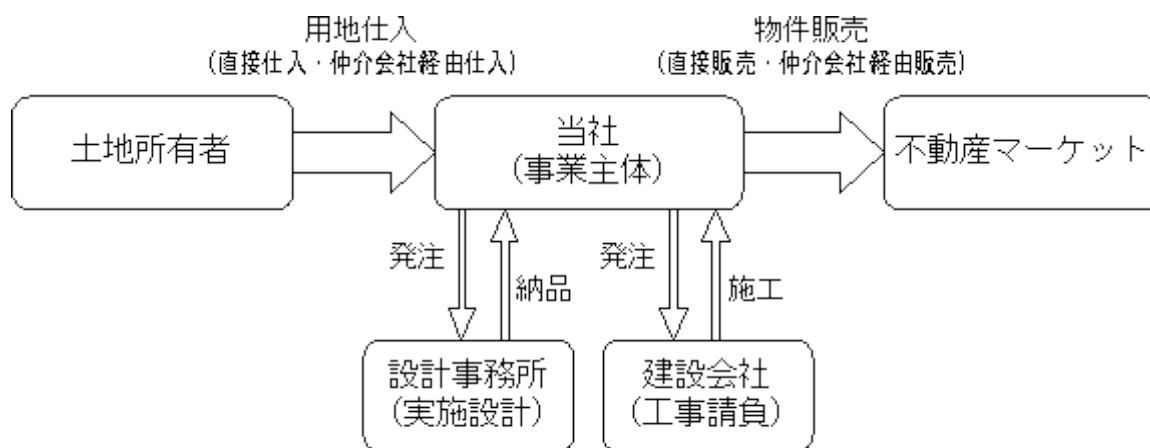 用地仕入
(直接仕入・仲介会社経由仕入)
物件販売
(直接販売・仲介会社経由販売)
土地所有者
当社
(事業主体)
不動産マーケット
発注
納品
発注
施工
設計事務所
(実施設計)
建設会社
(工事請負)